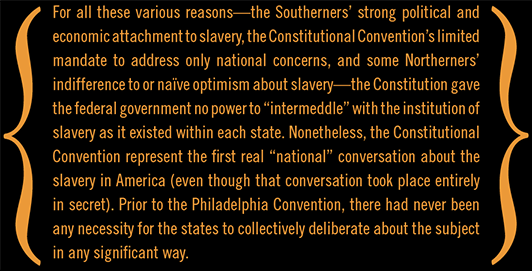 For all these various reasons—the Southerners’ strong political and
economic attachment to slavery, the Constitutional Convention’s limited
mandate to address only national concerns, and some Northerners’
indifference to or naïve optimism about slavery—the Constitution gave
the federal government no power to “intermeddle” with the institution of
slavery as it existed within each state. Nonetheless, the Constitutional
Convention represent the first real “national” conversation about the
slavery in America (even though that conversation took place entirely
in secret). Prior to the Philadelphia Convention, there had never been
any necessity for the states to collectively deliberate about the subject
in any significant way.